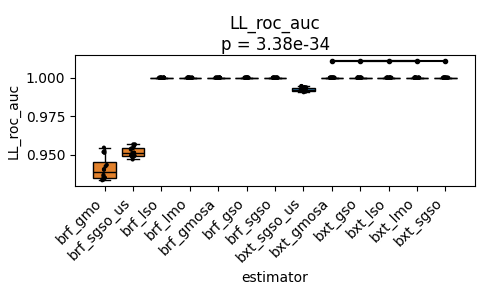 LL_roc_auc
p = 3.38e-34
LL_roc_auc
1.000
0.975
0.950
brf_gmo
brf_sgso_us
brf_lso
brf_lmo
brf_gmosa
brf_gso
brf_sgso
bxt_sgso_us
bxt_gmosa
bxt_gso
bxt_lso
bxt_lmo
bxt_sgso
estimator